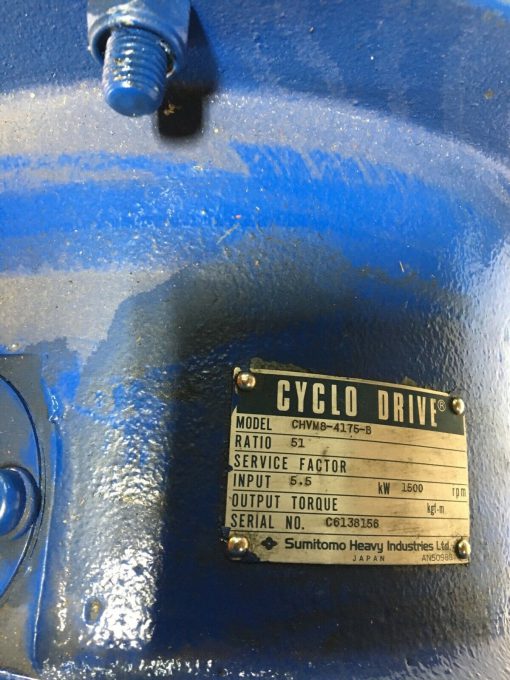 CYCLO DRIVE®
MODEL CHVM8-4175-B
RATIO 51
SERVICE FACTOR
INPUT 5.5 kW 1500 rpm
OUTPUT TORQUE kgf-m
SERIAL NO. C6138156
Sumitomo Heavy Industries Ltd.
JAPAN